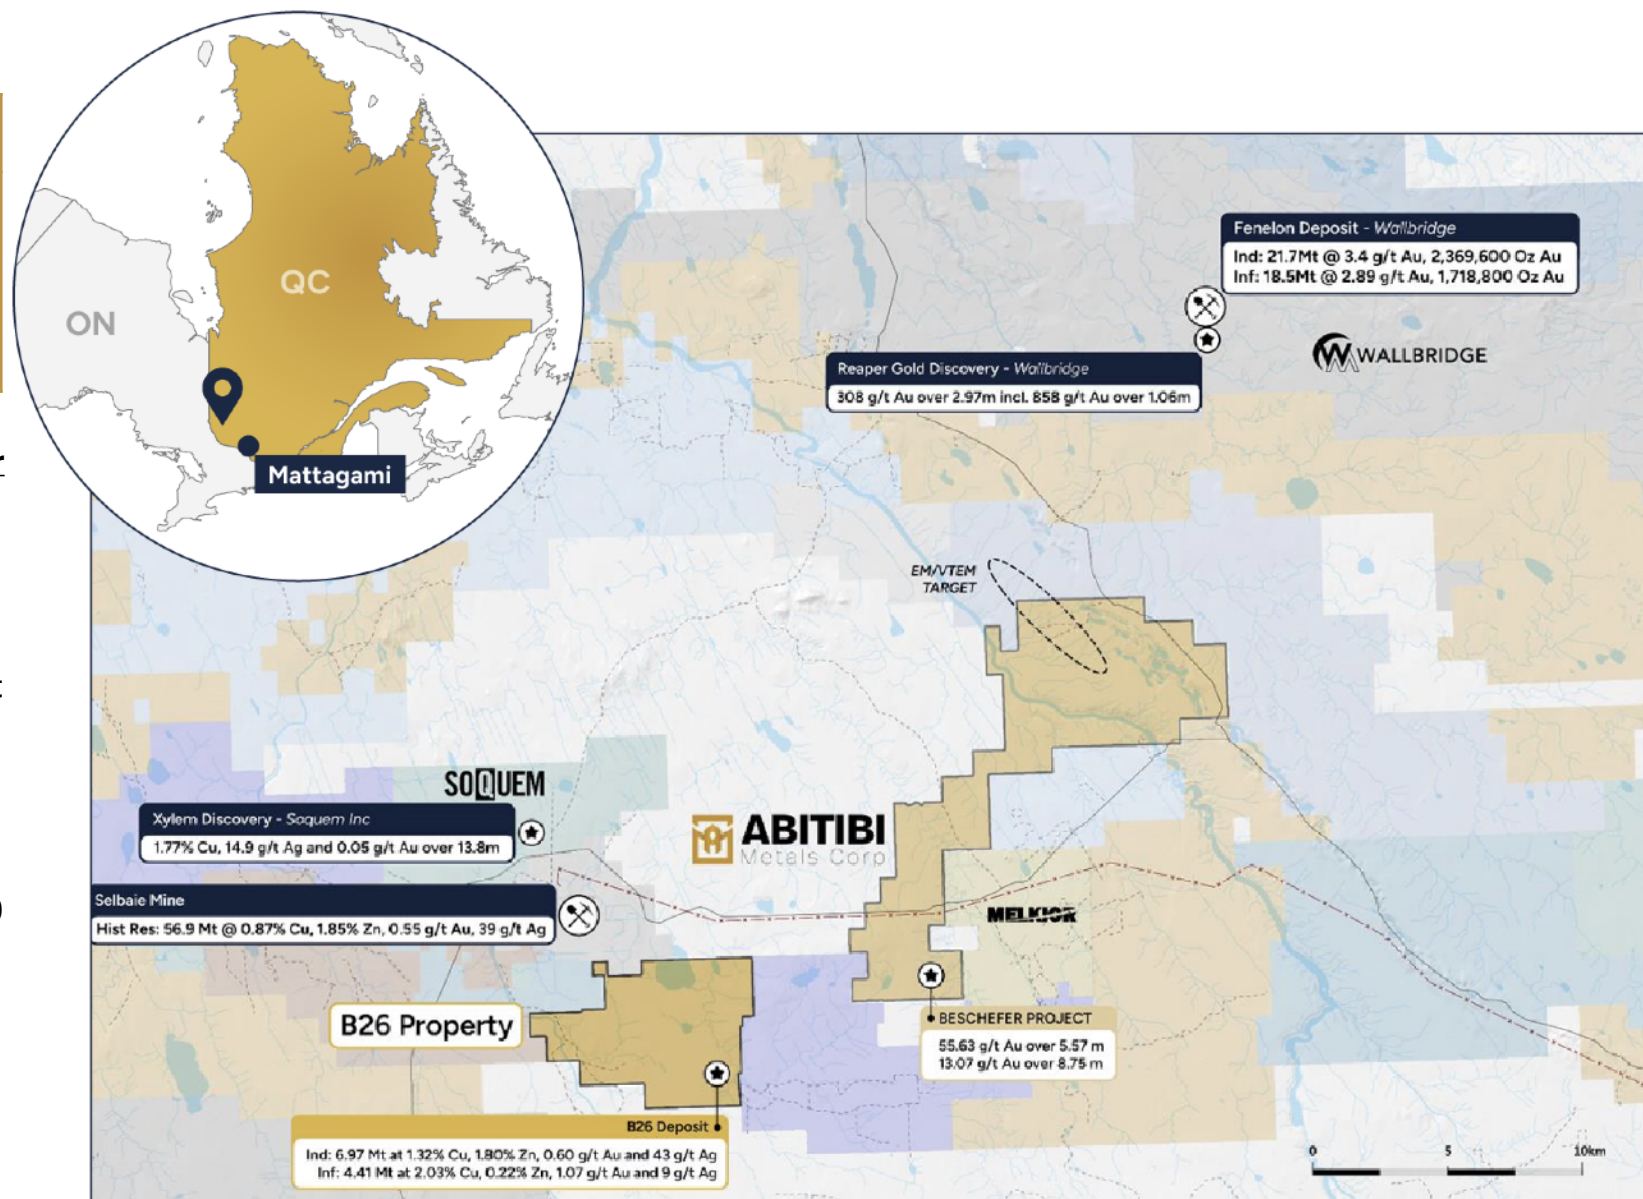 QC
ON
Mattagami
Fenelon Deposit - Wallbridge
Ind: 21.7Mt @ 3.4 g/t Au, 2,369,600 Oz Au
Inf: 18.5Mt @ 2.89 g/t Au, 1,718,800 Oz Au
WALLBRIDGE
Reaper Gold Discovery - Wallbridge
308 g/t Au over 2.97m incl. 858 g/t Au over 1.06m
EM/VTEM
TARGET
SOQUEM
Xylem Discovery - Soquem Inc
1.77% Cu, 14.9 g/t Ag and 0.05 g/t Au over 13.8m
ABITIBI
Metals Corp
Selbaie Mine
Hist Res: 56.9 Mt @ 0.87% Cu, 1.85% Zn, 0.55 g/t Au, 39 g/t Ag
MELKIOR
B26 Property
BESCHEFER PROJECT
55.63 g/t Au over 5.57 m
13.07 g/t Au over 8.75 m
B26 Deposit
Ind: 6.97 Mt at 1.32% Cu, 1.80% Zn, 0.60 g/t Au and 43 g/t Ag
Inf: 4.41 Mt at 2.03% Cu, 0.22% Zn, 1.07 g/t Au and 9 g/t Ag
0 5 10km